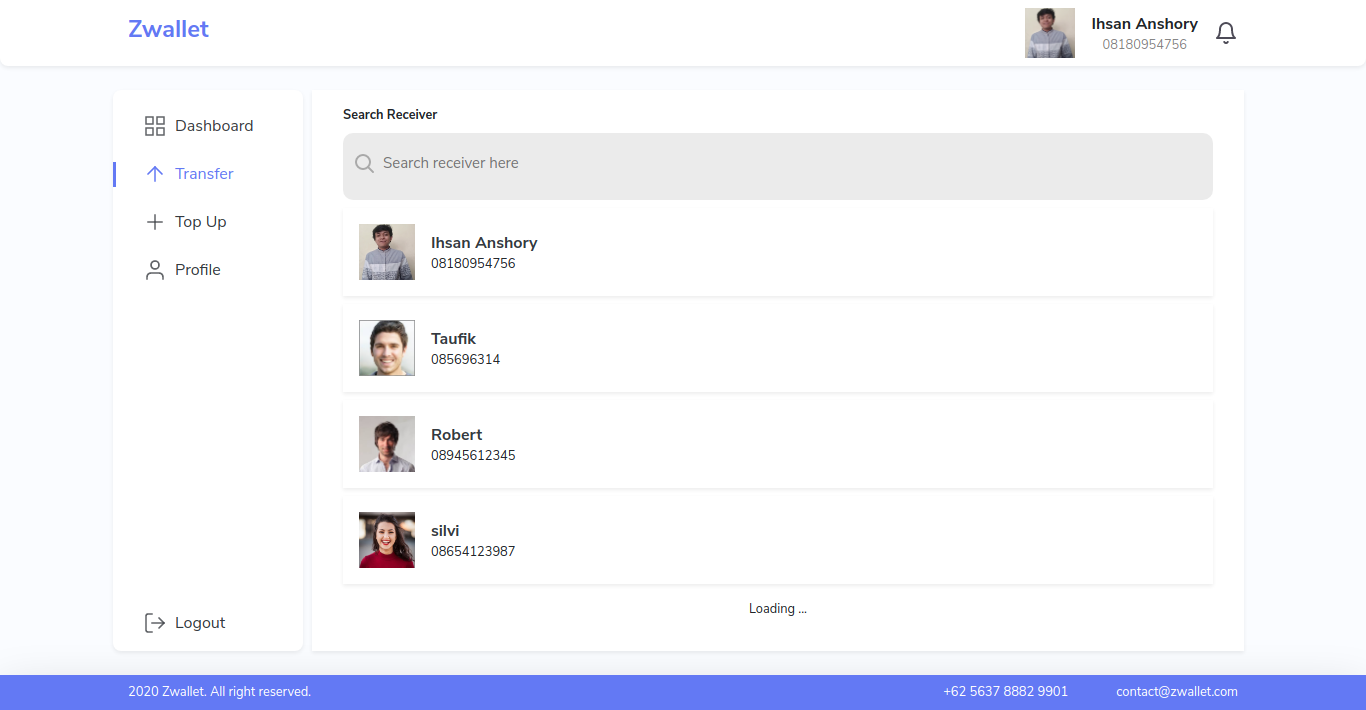 Zwallet
Ihsan Anshory
08180954756
Dashboard
Transfer
Top Up
Profile
Logout
Search Receiver
Search receiver here
Ihsan Anshory
08180954756
Taufik
085696314
Robert
08945612345
silvi
08654123987
Loading ...
2020 Zwallet. All right reserved.
+62 5637 8882 9901
contact@zwallet.com